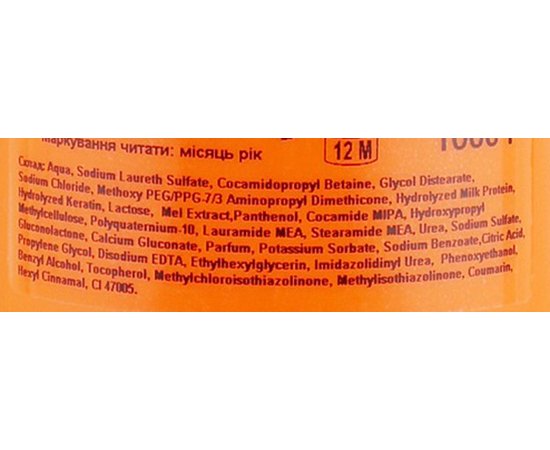 маркування читати: місяць рік
12 M
Склад: Aqua, Sodium Laureth Sulfate, Cocamidopropyl Betaine, Glycol Distearate,
Sodium Chloride, Methoxy PEG/PPG-7/3 Aminopropyl Dimethicone, Hydrolyzed Milk Protein,
Hydrolyzed Keratin, Lactose, Mel Extract,Panthenol, Cocamide MIPA, Hydroxypropyl
Methylcellulose, Polyquaternium-10, Lauramide MEA, Stearamide MEA, Urea, Sodium Sulfate,
Gluconolactone, Calcium Gluconate, Parfum, Potassium Sorbate, Sodium Benzoate,Citric Acid,
Propylene Glycol, Disodium EDTA, Ethylhexylglycerin, Imidazolidinyl Urea, Phenoxyethanol,
Benzyl Alcohol, Tocopherol, Methylchloroisothiazolinone, Methylisothiazolinone, Coumarin,
Hexyl Cinnamal, CI 47005.